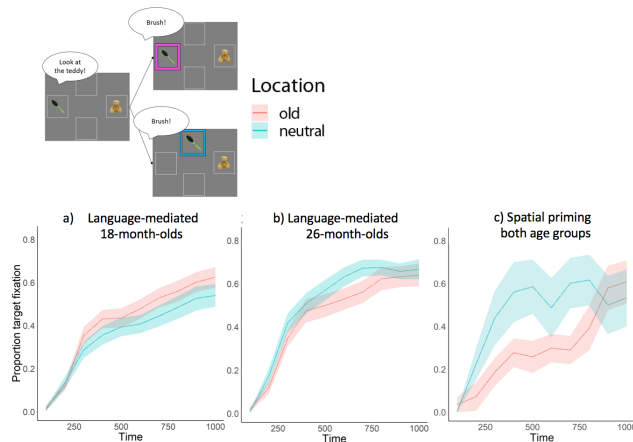 Brush!
Look at
the teddy!
Brush!
Location
old
neutral
a) Language-mediated
18-month-olds
b) Language-mediated
26-month-olds
c) Spatial priming
both age groups
Proportion target fixation
0.8
0.6
0.4
0.2
0.0
250 500 750 1000
Time
0.8
0.6
0.4
0.2
0.0
250 500 750 1000
Time
0.8
0.6
0.4
0.2
0.0
250 500 750 1000
Time